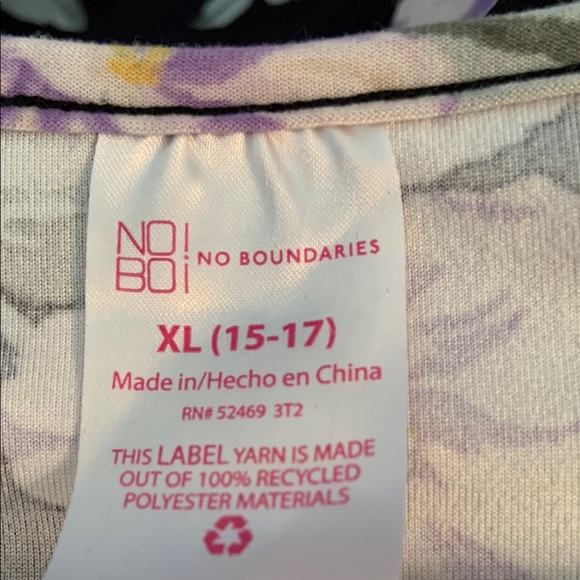 NO!
BO¡
NO BOUNDARIES
XL (15-17)
Made in/Hecho en China
RN# 52469 3T2
THIS LABEL YARN IS MADE
OUT OF 100% RECYCLED
POLYESTER MATERIALS